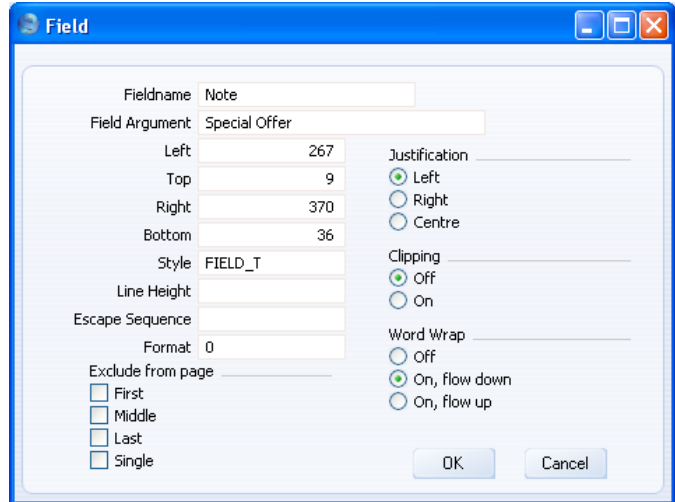 Field
Fieldname Note
Field Argument Special Offer
Left 267
Top 9
Right 370
Bottom 36
Style FIELD_T
Line Height
Escape Sequence
Format 0
Exclude from page
First
Middle
Last
Single
Justification
Left
Right
Centre
Clipping
Off
On
Word Wrap
Off
On, flow down
On, flow up
OK Cancel